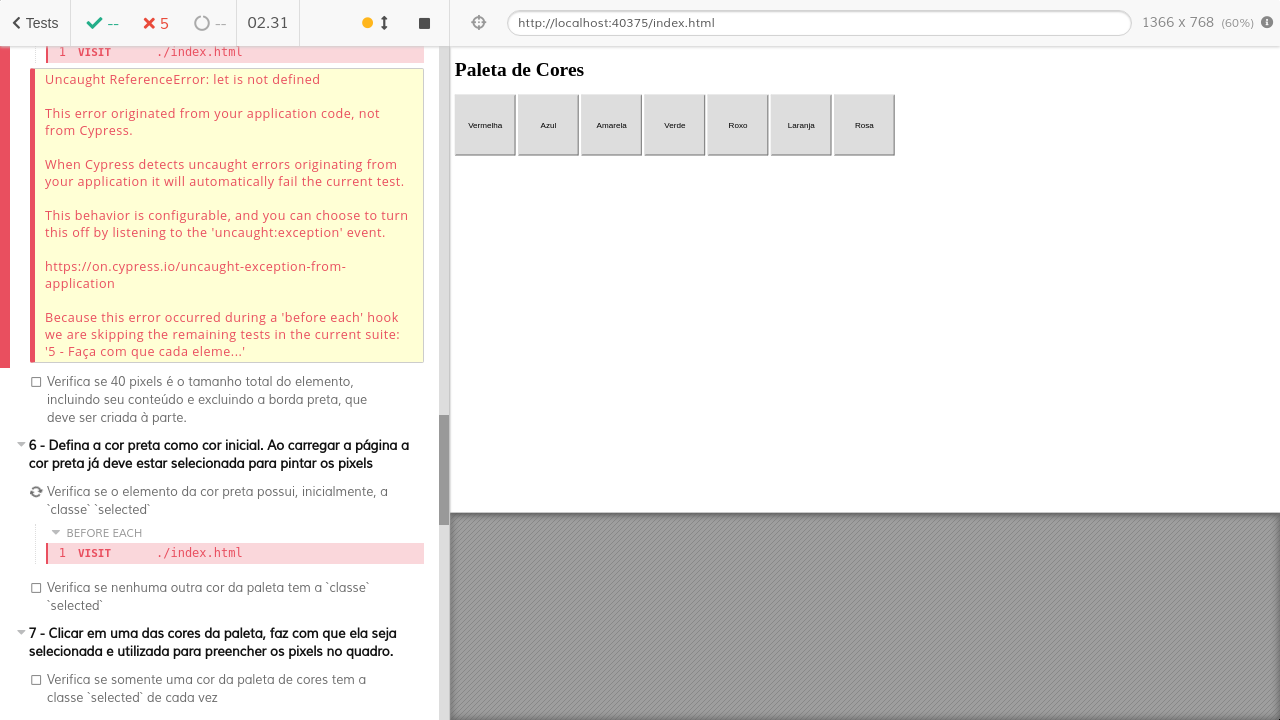 Tests
--
5
--
02.31
http://localhost:40375/index.html
1366 x 768 (60%)
1 VISIT ./index.html
Uncaught ReferenceError: let is not defined
This error originated from your application code, not
from Cypress.
When Cypress detects uncaught errors originating from
your application it will automatically fail the current test.
This behavior is configurable, and you can choose to turn
this off by listening to the 'uncaught:exception' event.
https://on.cypress.io/uncaught-exception-from-
application
Because this error occurred during a 'before each' hook
we are skipping the remaining tests in the current suite:
'5 - Faça com que cada eleme...'
Verifica se 40 pixels é o tamanho total do elemento,
incluindo seu conteúdo e excluindo a borda preta, que
deve ser criada à parte.
6 - Defina a cor preta como cor inicial. Ao carregar a página a
cor preta já deve estar selecionada para pintar os pixels
Verifica se o elemento da cor preta possui, inicialmente, a
`classe` `selected`
BEFORE EACH
1 VISIT ./index.html
Verifica se nenhuma outra cor da paleta tem a `classe`
`selected`
7 - Clicar em uma das cores da paleta, faz com que ela seja
selecionada e utilizada para preencher os pixels no quadro.
Verifica se somente uma cor da paleta de cores tem a
classe `selected` de cada vez
Paleta de Cores
Vermelha Azul Amarela Verde Roxo Laranja Rosa